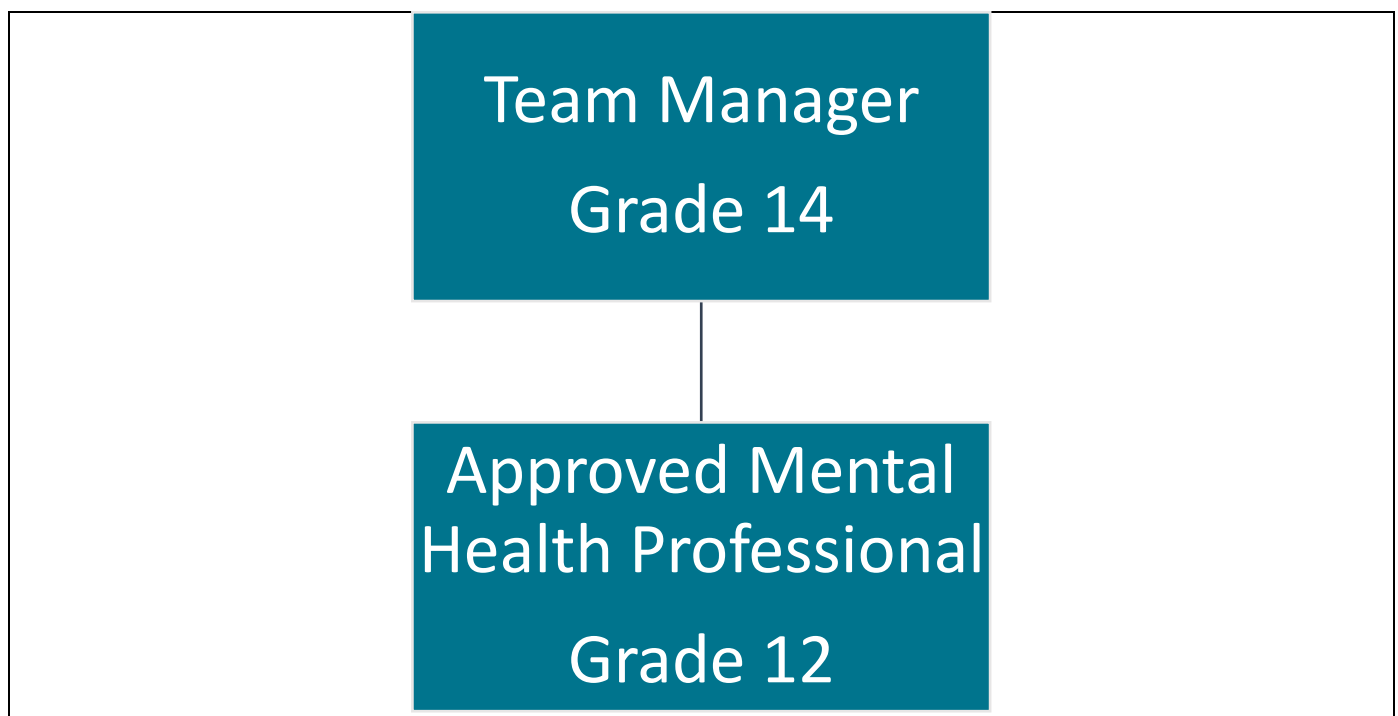 Team Manager
Grade 14
Approved Mental
Health Professional
Grade 12